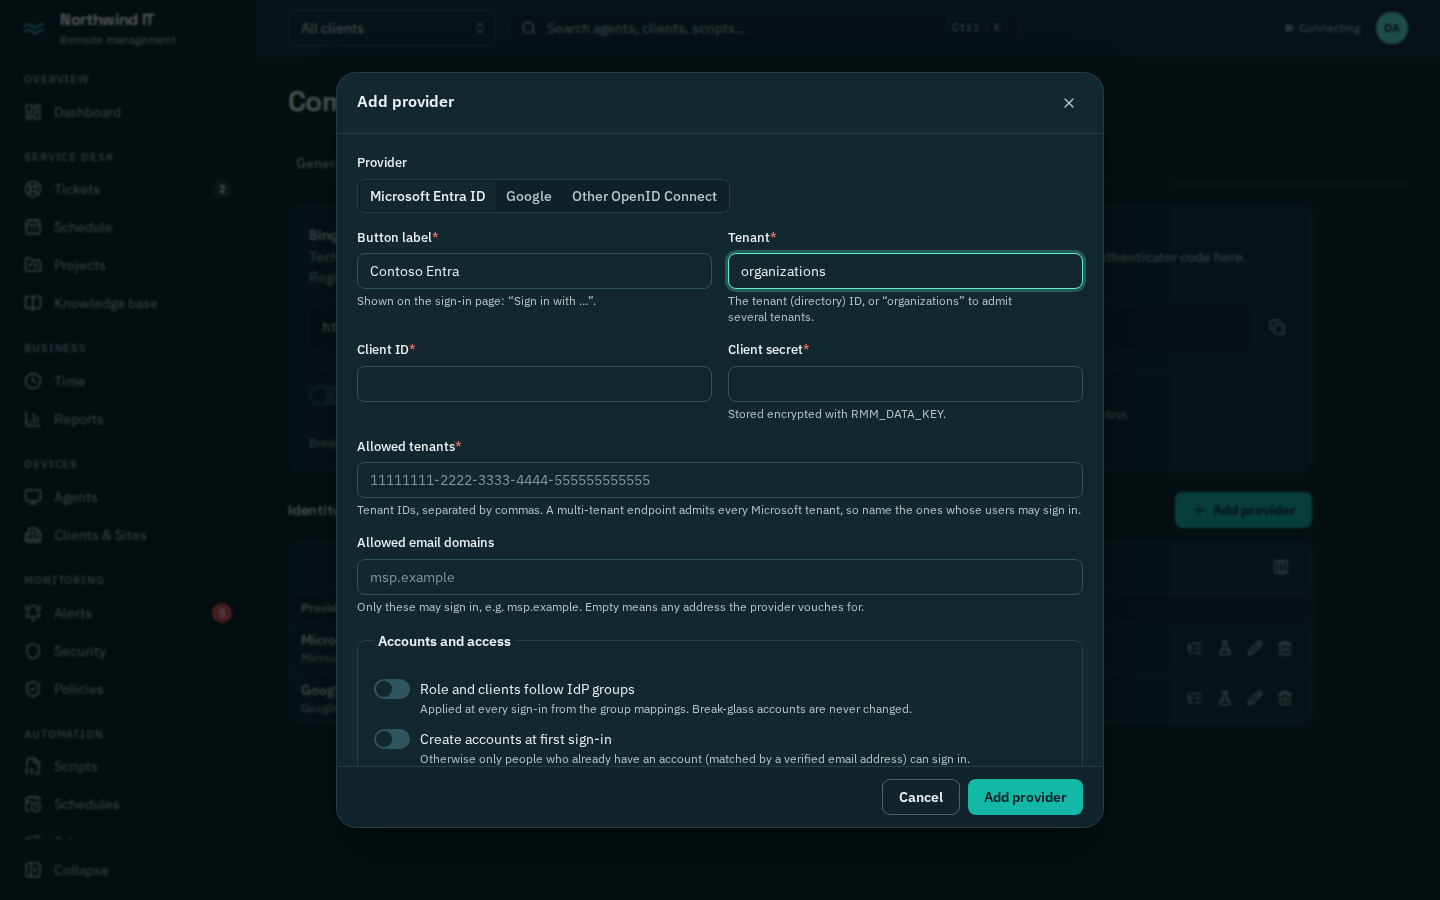 Northwind IT
Remote management
All clients
Search agents, clients, scripts...
Ctrl K
Connecting
DA
OVERVIEW
Dashboard
SERVICE DESK
Tickets
2
Schedule
Projects
Knowledge base
BUSINESS
Time
Reports
DEVICES
Agents
Clients & Sites
MONITORING
Alerts
5
Security
Policies
AUTOMATION
Scripts
Schedules
Collapse
Add provider
Provider
Microsoft Entra ID
Google
Other OpenID Connect
Button label*
Contoso Entra
Shown on the sign-in page: “Sign in with …”.
Tenant*
organizations
The tenant (directory) ID, or “organizations” to admit
several tenants.
Client ID*
Client secret*
Stored encrypted with RMM_DATA_KEY.
Allowed tenants*
11111111-2222-3333-4444-555555555555
Tenant IDs, separated by commas. A multi-tenant endpoint admits every Microsoft tenant, so name the ones whose users may sign in.
Allowed email domains
msp.example
Only these may sign in, e.g. msp.example. Empty means any address the provider vouches for.
Accounts and access
Role and clients follow IdP groups
Applied at every sign-in from the group mappings. Break-glass accounts are never changed.
Create accounts at first sign-in
Otherwise only people who already have an account (matched by a verified email address) can sign in.
Cancel
Add provider
code here.
first.
Add provider